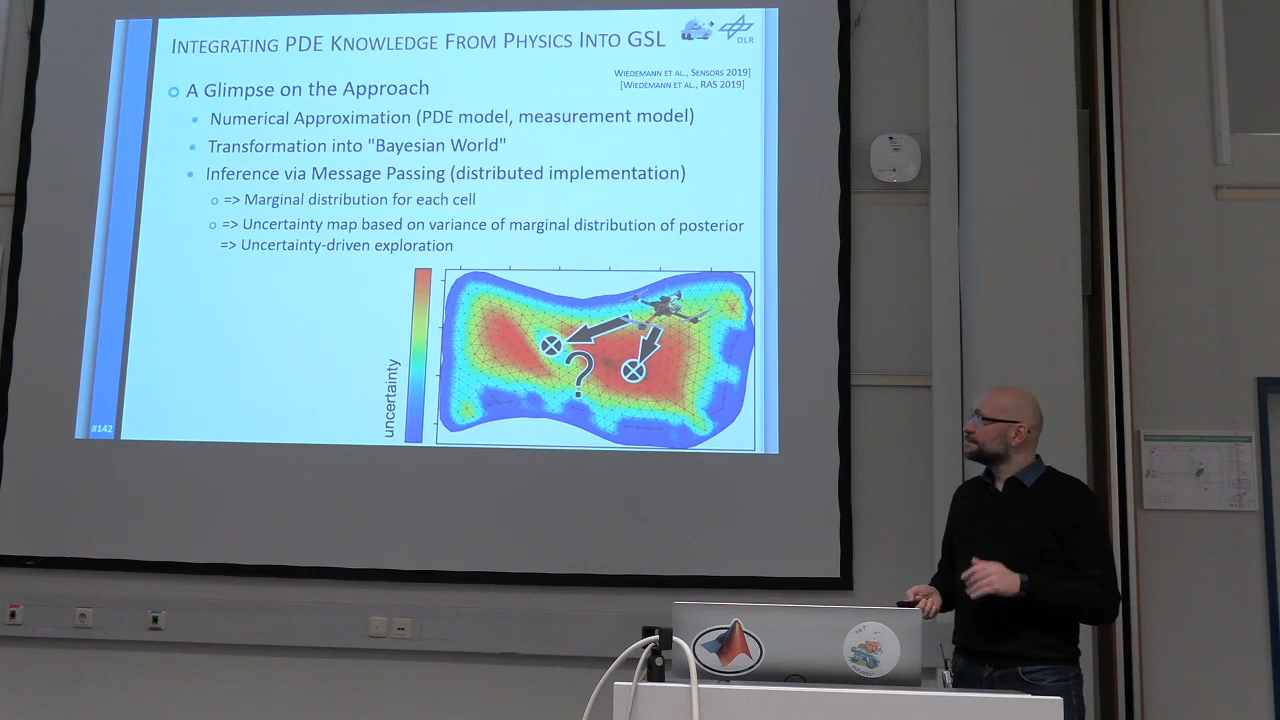 INTEGRATING PDE KNOWLEDGE FROM PHYSICS INTO GSL
DLR
WIEDEMANN ET AL., SENSORS 2019]
[WIEDEMANN ET AL., RAS 2019]
A Glimpse on the Approach
Numerical Approximation (PDE model, measurement model)
Transformation into "Bayesian World"
Inference via Message Passing (distributed implementation)
=> Marginal distribution for each cell
=> Uncertainty map based on variance of marginal distribution of posterior
=> Uncertainty-driven exploration
uncertainty
?
#142